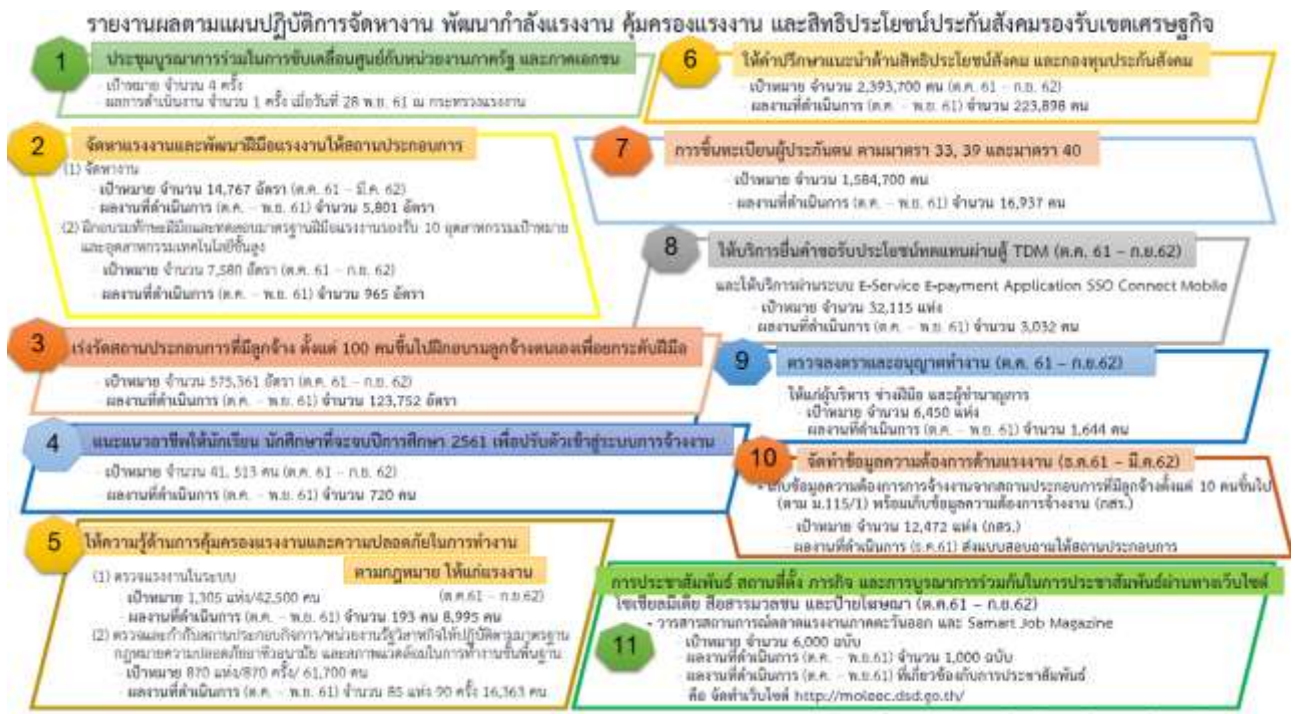 รายงานผลตามแผนปฏิบัติการจัดหางาน พัฒนากำลังแรงงาน คุ้มครองแรงงาน และสิทธิประโยชน์ประกันสังคมรองรับเขตเศรษฐกิจ
1
ประชุมบูรณาการร่วมในการขับเคลื่อนศูนย์กับหน่วยงานภาครัฐ และภาคเอกชน
- เป้าหมาย จำนวน 4 ครั้ง
- ผลการดำเนินงาน จำนวน 1 ครั้ง เมื่อวันที่ 28 พ.ย. 61 ณ กระทรวงแรงงาน
2
จัดหาแรงงานและพัฒนาฝีมือแรงงานให้สถานประกอบการ
(1) จัดหางาน
- เป้าหมาย จำนวน 14,767 อัตรา (ต.ค. 61 – มี.ค. 62)
- ผลงานที่ดำเนินการ (ต.ค. – พ.ย. 61) จำนวน 5,801 อัตรา
(2) ฝึกอบรมทักษะฝีมือและทดสอบมาตรฐานฝีมือแรงงานรองรับ 10 อุตสาหกรรมเป้าหมาย
และอุตสาหกรรมเทคโนโลยีชั้นสูง
- เป้าหมาย จำนวน 7,580 อัตรา (ต.ค. 61 – ก.ย. 62)
- ผลงานที่ดำเนินการ (ต.ค. – พ.ย. 61) จำนวน 965 อัตรา
3
เร่งรัดสถานประกอบการที่มีลูกจ้าง ตั้งแต่ 100 คนขึ้นไปฝึกอบรมลูกจ้างตนเองเพื่อยกระดับฝีมือ
- เป้าหมาย จำนวน 575,361 อัตรา (ต.ค. 61 – ก.ย. 62)
- ผลงานที่ดำเนินการ (ต.ค. – พ.ย. 61) จำนวน 123,752 อัตรา
4
แนะแนวอาชีพให้นักเรียน นักศึกษาที่จะจบปีการศึกษา 2561 เพื่อปรับตัวเข้าสู่ระบบการจ้างงาน
- เป้าหมาย จำนวน 41, 513 คน (ต.ค. 61 – ก.ย. 62)
- ผลงานที่ดำเนินการ (ต.ค. – พ.ย. 61) จำนวน 720 คน
5
ให้ความรู้ด้านการคุ้มครองแรงงานและความปลอดภัยในการทำงาน
ตามกฎหมาย ให้แก่แรงงาน
(1) ตรวจแรงงานในระบบ
- เป้าหมาย 1,305 แห่ง/42,500 คน (ต.ค.61 – ก.ย.62)
- ผลงานที่ดำเนินการ (ต.ค. – พ.ย. 61) จำนวน 193 คน 8,995 คน
(2) ตรวจและกำกับสถานประกอบกิจการ/หน่วยงานรัฐวิสาหกิจให้ปฏิบัติตามมาตรฐาน
กฎหมายความปลอดภัยอาชีวอนามัย และสภาพแวดล้อมในการทำงานขั้นพื้นฐาน
- เป้าหมาย 870 แห่ง/870 ครั้ง/ 61,700 คน
- ผลงานที่ดำเนินการ (ต.ค. – พ.ย. 61) จำนวน 85 แห่ง 90 ครั้ง 16,363 คน
6
ให้คำปรึกษาแนะนำด้านสิทธิประโยชน์สังคม และกองทุนประกันสังคม
- เป้าหมาย จำนวน 2,393,700 คน (ต.ค. 61 – ก.ย. 62)
- ผลงานที่ดำเนินการ (ต.ค. – พ.ย. 61) จำนวน 223,898 คน
7
การขึ้นทะเบียนผู้ประกันตน ตามมาตรา 33, 39 และมาตรา 40
- เป้าหมาย จำนวน 1,584,700 คน
- ผลงานที่ดำเนินการ (ต.ค. – พ.ย. 61) จำนวน 16,937 คน
8
ให้บริการยื่นคำขอรับประโยชน์ทดแทนผ่านตู้ TDM (ต.ค. 61 – ก.ย.62)
และให้บริการผ่านระบบ E-Service E-payment Application SSO Connect Mobile
- เป้าหมาย จำนวน 32,115 แห่ง
- ผลงานที่ดำเนินการ (ต.ค. – พ.ย. 61) จำนวน 3,032 คน
9
ตรวจลงตราและอนุญาตทำงาน (ต.ค. 61 – ก.ย.62)
ให้แก่ผู้บริหาร ช่างฝีมือ และผู้ชำนาญการ
- เป้าหมาย จำนวน 6,450 แห่ง
- ผลงานที่ดำเนินการ (ต.ค. – พ.ย. 61) จำนวน 1,644 คน
10
จัดทำข้อมูลความต้องการด้านแรงงาน (ธ.ค.61 – มี.ค.62)
• เก็บข้อมูลความต้องการการจ้างงานจากสถานประกอบการที่มีลูกจ้างตั้งแต่ 10 คนขึ้นไป
(ตาม ม.115/1) พร้อมเก็บข้อมูลความต้องการจ้างงาน (กสร.)
- เป้าหมาย จำนวน 12,472 แห่ง (กสร.)
- ผลงานที่ดำเนินการ (ธ.ค.61) ส่งแบบสอบถามให้สถานประกอบการ
11
การประชาสัมพันธ์ สถานที่ตั้ง ภารกิจ และการบูรณาการร่วมกันในการประชาสัมพันธ์ผ่านทางเว็บไซต์
โซเชียลมีเดีย สื่อสารมวลชน และป้ายโฆษณา (ต.ค.61 – ก.ย.62)
• วารสารสถานการณ์ตลาดแรงงานภาคตะวันออก และ Samart Job Magazine
- เป้าหมาย จำนวน 6,000 ฉบับ
- ผลงานที่ดำเนินการ (ต.ค. – พ.ย.61) จำนวน 1,000 ฉบับ
- ผลงานที่ดำเนินการ (ต.ค. – พ.ย.61) ที่เกี่ยวข้องกับการประชาสัมพันธ์
คือ จัดทำเว็บไซต์ http://moleec.dsd.go.th/